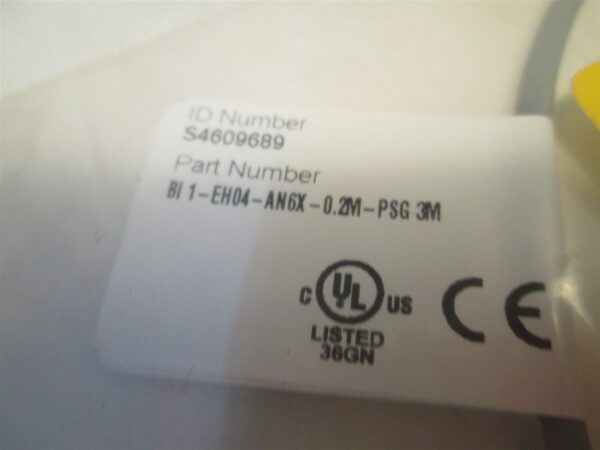 ID Number
S4609689
Part Number
BI 1-EH04-AN6X-0.2M-PSG 3M
C UL US CE
LISTED
36GN